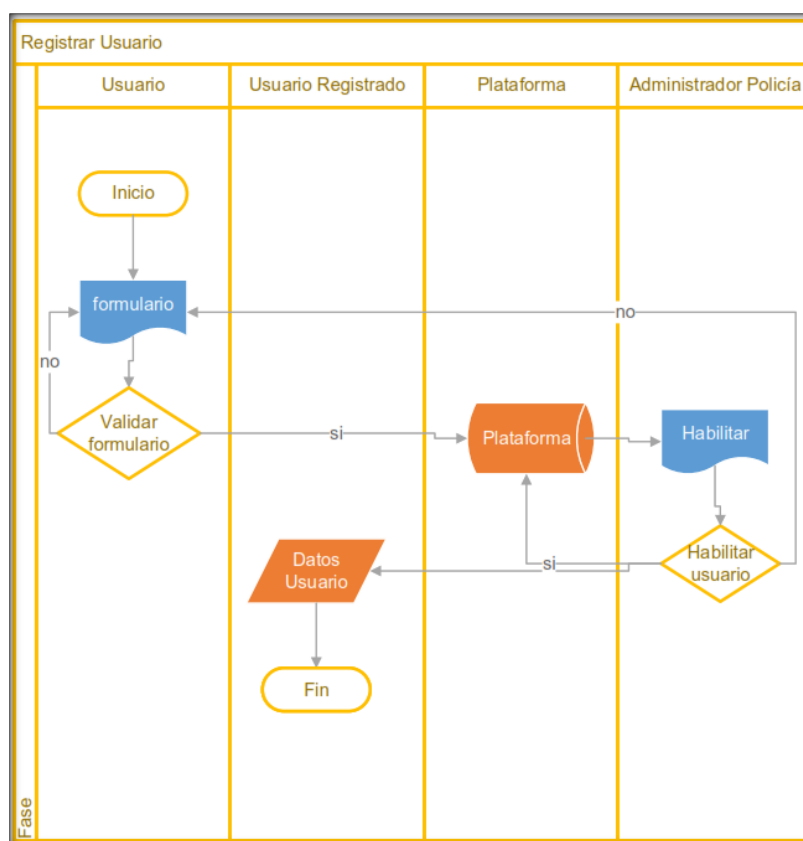 Registrar Usuario
Usuario
Usuario Registrado
Plataforma
Administrador Policía
Inicio
formulario
no
no
Validar
formulario
si
Plataforma
Habilitar
Datos
Usuario
si
Habilitar
usuario
Fin
Fase